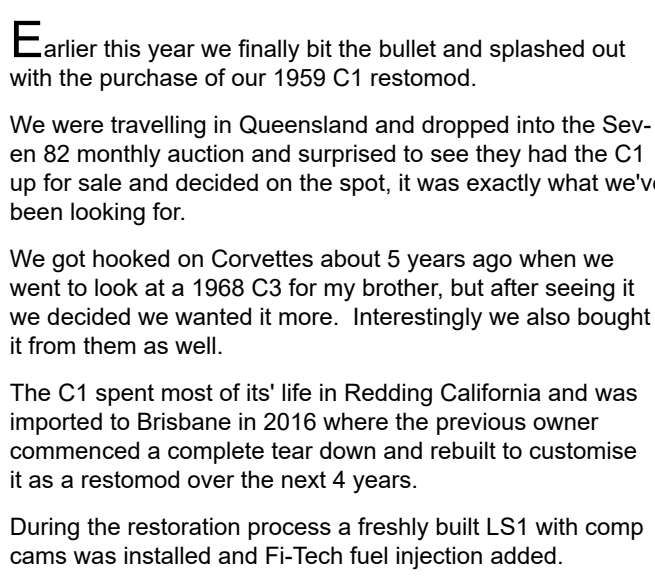 Earlier this year we finally bit the bullet and splashed out
with the purchase of our 1959 C1 restomod.
We were travelling in Queensland and dropped into the Sev-
en 82 monthly auction and surprised to see they had the C1
up for sale and decided on the spot, it was exactly what we've
been looking for.
We got hooked on Corvettes about 5 years ago when we
went to look at a 1968 C3 for my brother, but after seeing it
we decided we wanted it more.  Interestingly we also bought
it from them as well.
The C1 spent most of its' life in Redding California and was
imported to Brisbane in 2016 where the previous owner
commenced a complete tear down and rebuilt to customise
it as a restomod over the next 4 years.
During the restoration process a freshly built LS1 with comp
cams was installed and Fi-Tech fuel injection added.